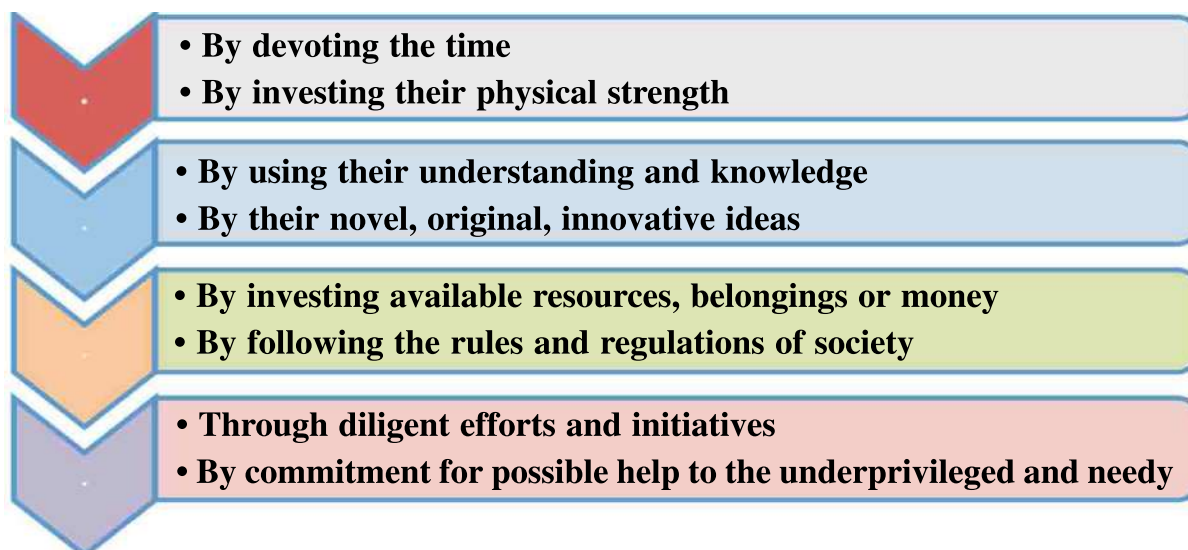 • By devoting the time
• By investing their physical strength
• By using their understanding and knowledge
• By their novel, original, innovative ideas
• By investing available resources, belongings or money
• By following the rules and regulations of society
• Through diligent efforts and initiatives
• By commitment for possible help to the underprivileged and needy